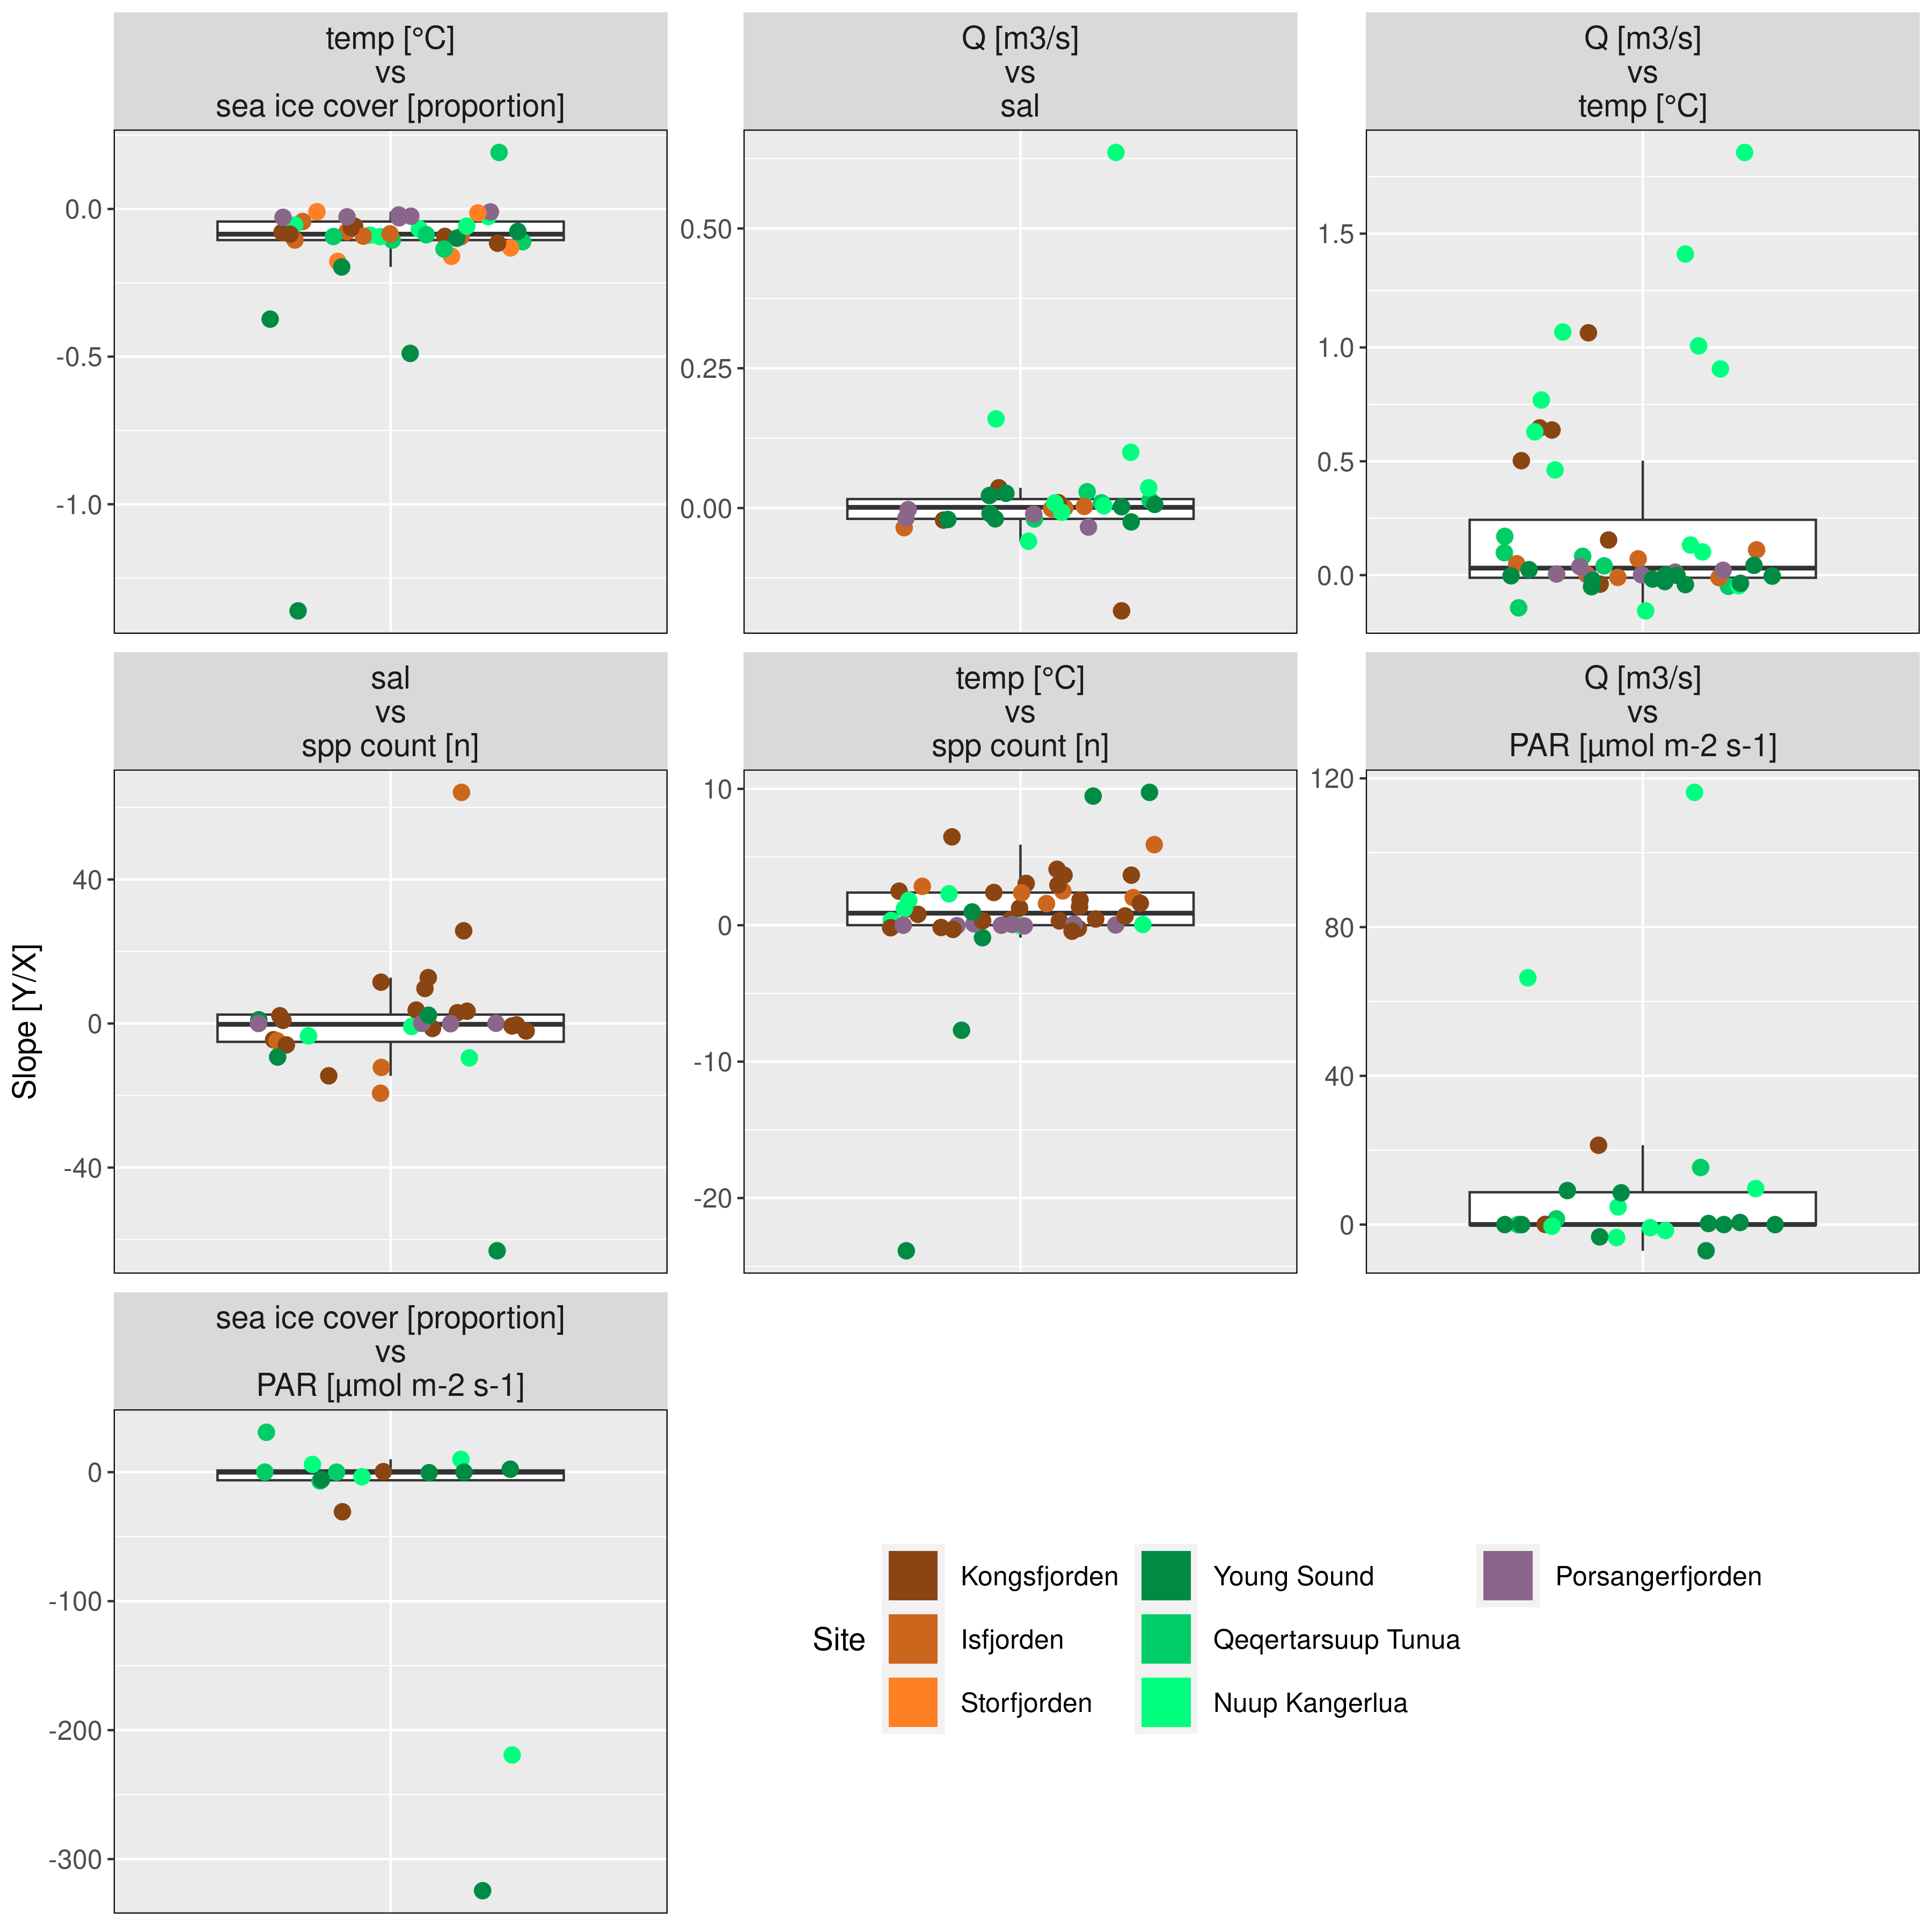 temp [°C]
vs
sea ice cover [proportion]
Q [m3/s]
vs
sal
Q [m3/s]
vs
temp [°C]
0.0
-0.5
-1.0
0.50
0.25
0.00
1.5
1.0
0.5
0.0
sal
vs
spp count [n]
temp [°C]
vs
spp count [n]
Q [m3/s]
vs
PAR [µmol m-2 s-1]
40
0
-40
10
0
-10
-20
120
80
40
0
Slope [Y/X]
sea ice cover [proportion]
vs
PAR [µmol m-2 s-1]
0
-100
-200
-300
Site
Kongsfjorden
Isfjorden
Storfjorden
Young Sound
Qeqertarsuup Tunua
Nuup Kangerlua
Porsangerfjorden